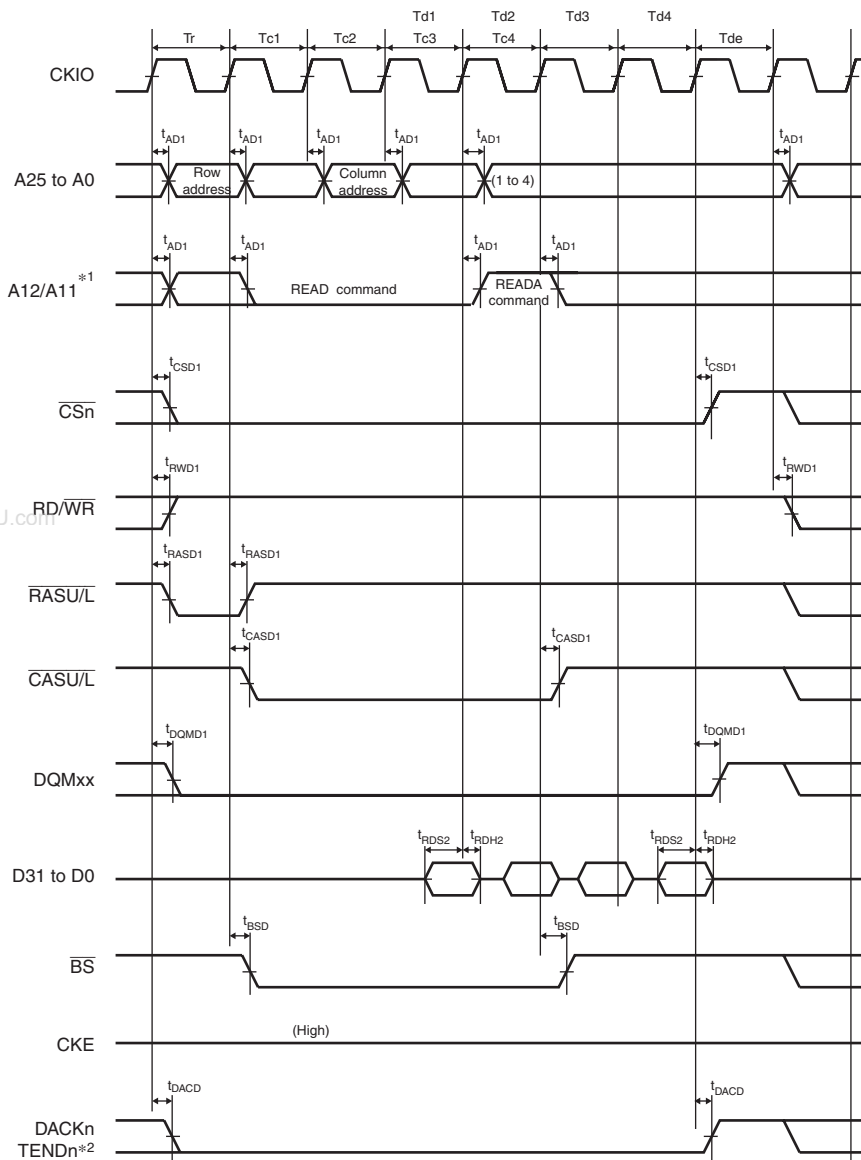 Td1 Td2 Td3 Td4
Tr Tc1 Tc2 Tc3 Tc4 Tde
CKIO
tAD1 tAD1 tAD1 tAD1 tAD1 tAD1
A25 to A0
Row address
Column address
(1 to 4)
tAD1 tAD1 tAD1 tAD1
A12/A11 *1
READ command
READA command
tCSD1 tCSD1
CSn
tRWD1 tRWD1
RD/WR
U.com
tRASD1 tRASD1
RASU/L
tCASD1 tCASD1
CASU/L
tDQMD1 tDQMD1
DQMxx
tRDS2 tRDH2 tRDS2 tRDH2
D31 to D0
tBSD tBSD
BS
(High)
CKE
tDACD tDACD
DACKn
TENDn*2